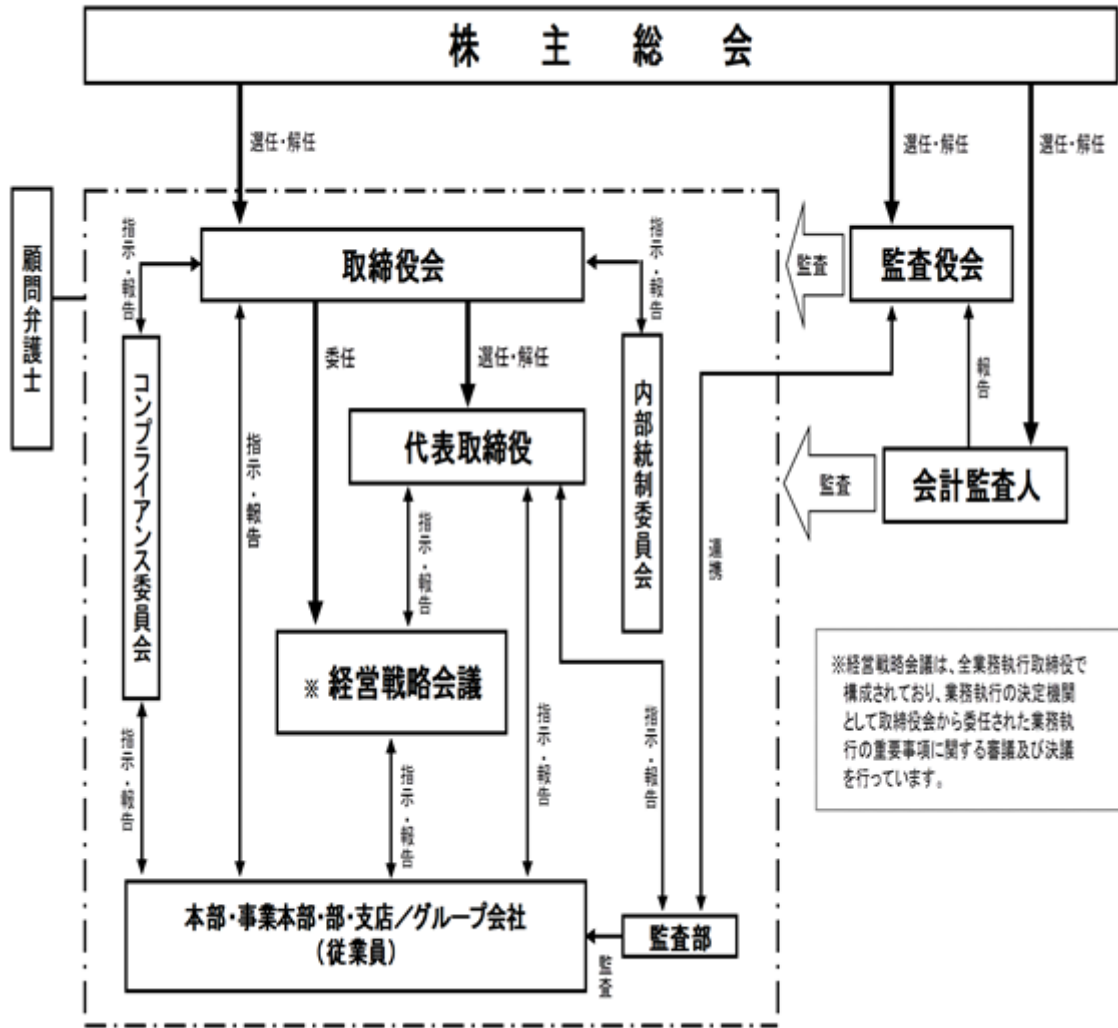 株主総会
選任・解任
選任・解任
選任・解任
顧問弁護士
指示・報告
取締役会
指示・報告
監査
監査役会
委任
選任・解任
報告
コンプライアンス委員会
内部統制委員会
代表取締役
指示・報告
監査
会計監査人
指示・報告
連携
※ 経営戦略会議
指示・報告
指示・報告
指示・報告
指示・報告
※経営戦略会議は、全業務執行取締役で
構成されており、業務執行の決定機関
として取締役会から委任された業務執
行の重要事項に関する審議及び決議
を行っています。
本部・事業本部・部・支店／グループ会社
（従業員）
監査
監査部